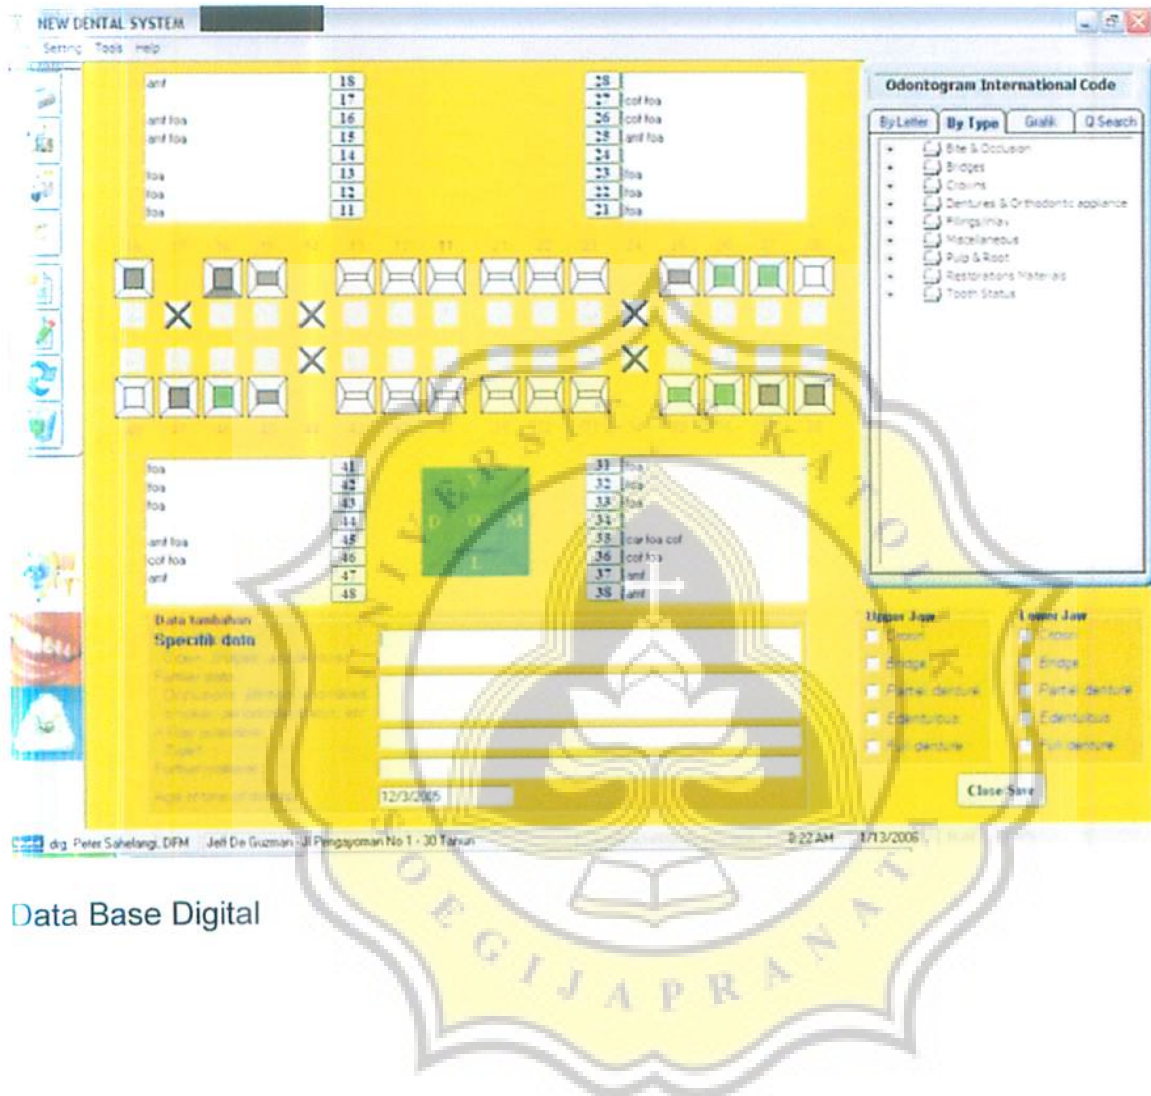 NEW DENTAL SYSTEM
Setting Tools Help
amf 18
17
amf foa 16
amf foa 15
14
foa 13
foa 12
foa 11
28
27 cof foa
26 cof foa
25 amf foa
24
23 foa
22 foa
21 foa
Odontogram International Code
By Letter By Type Grafik Q Search
Bite & Occlusion
Bridges
Crowns
Dentures & Orthodontic appliance
Fillings/Inlay
Miscellaneous
Pulp & Root
Restorations Materials
Tooth Status
foa 41
foa 42
foa 43
44
amf foa 45
cof foa 46
amf 47
48
D O M
L
31 foa
32 foa
33 foa
34
35 car foa cof
36 cof foa
37 amf
38 amf
Data tambahan
Specifik data
12/3/2005
Upper Jaw
Crown
Bridge
Partial denture
Edentulous
Full denture
Lower Jaw
Crown
Bridge
Partial denture
Edentulous
Full denture
Close Save
drg. Peter Sahelangi, DFM Jeff De Guzman - Jl Pengayoman No 1 - 30 Tahun 8:22 AM 1/13/2006
Data Base Digital
UNIVERSITAS KATOLIK
SOEGIJAPRANATA